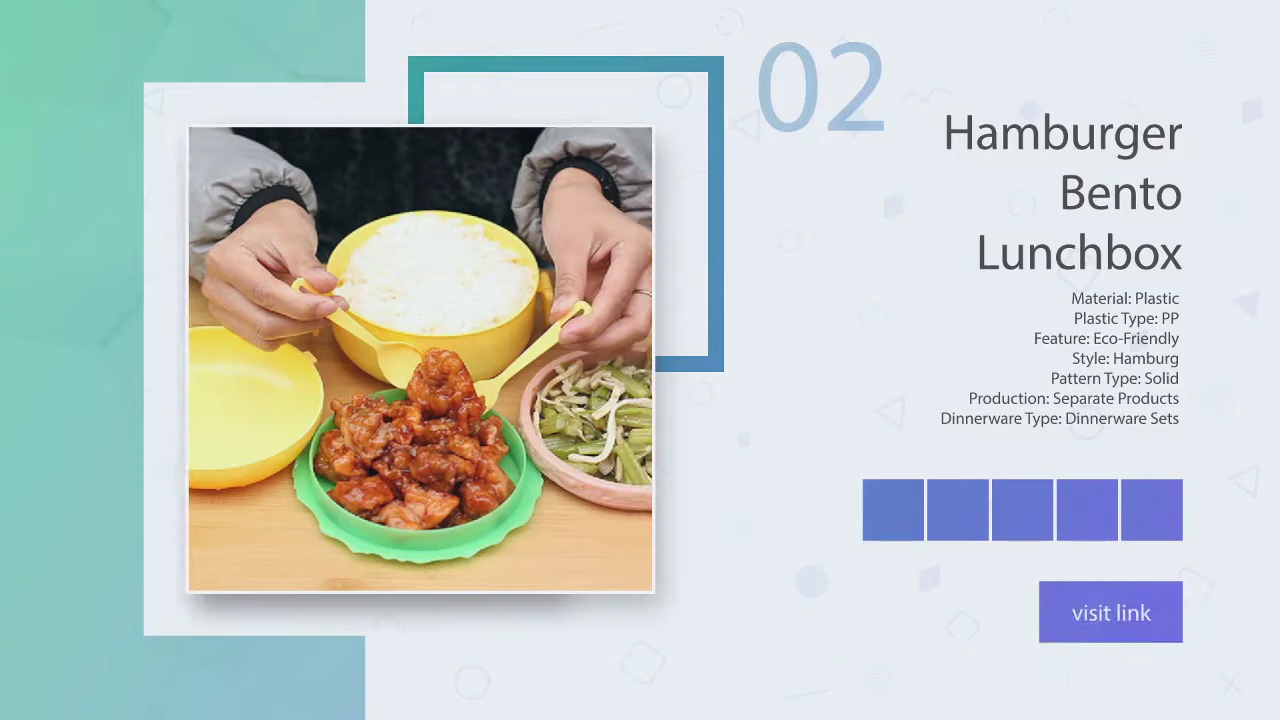 02
Hamburger
Bento
Lunchbox
Material: Plastic
Plastic Type: PP
Feature: Eco-Friendly
Style: Hamburg
Pattern Type: Solid
Production: Separate Products
Dinnerware Type: Dinnerware Sets
visit link